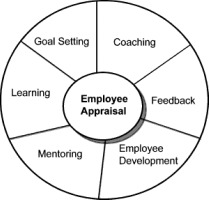 Goal Setting
Coaching
Learning
Employee
Appraisal
Feedback
Mentoring
Employee
Development